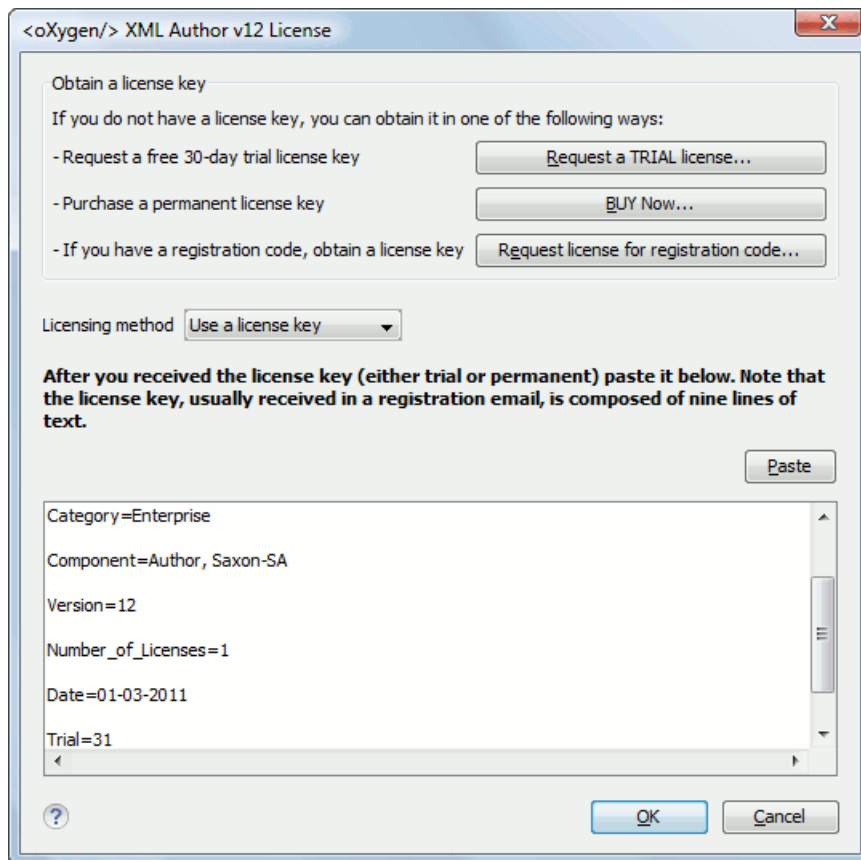 <oXygen/> XML Author v12 License
Obtain a license key
If you do not have a license key, you can obtain it in one of the following ways:
- Request a free 30-day trial license key
Request a TRIAL license...
- Purchase a permanent license key
BUY Now...
- If you have a registration code, obtain a license key
Request license for registration code...
Licensing method
Use a license key
After you received the license key (either trial or permanent) paste it below. Note that
the license key, usually received in a registration email, is composed of nine lines of
text.
Paste
Category=Enterprise
Component=Author, Saxon-SA
Version=12
Number_of_Licenses=1
Date=01-03-2011
Trial=31
?
OK
Cancel